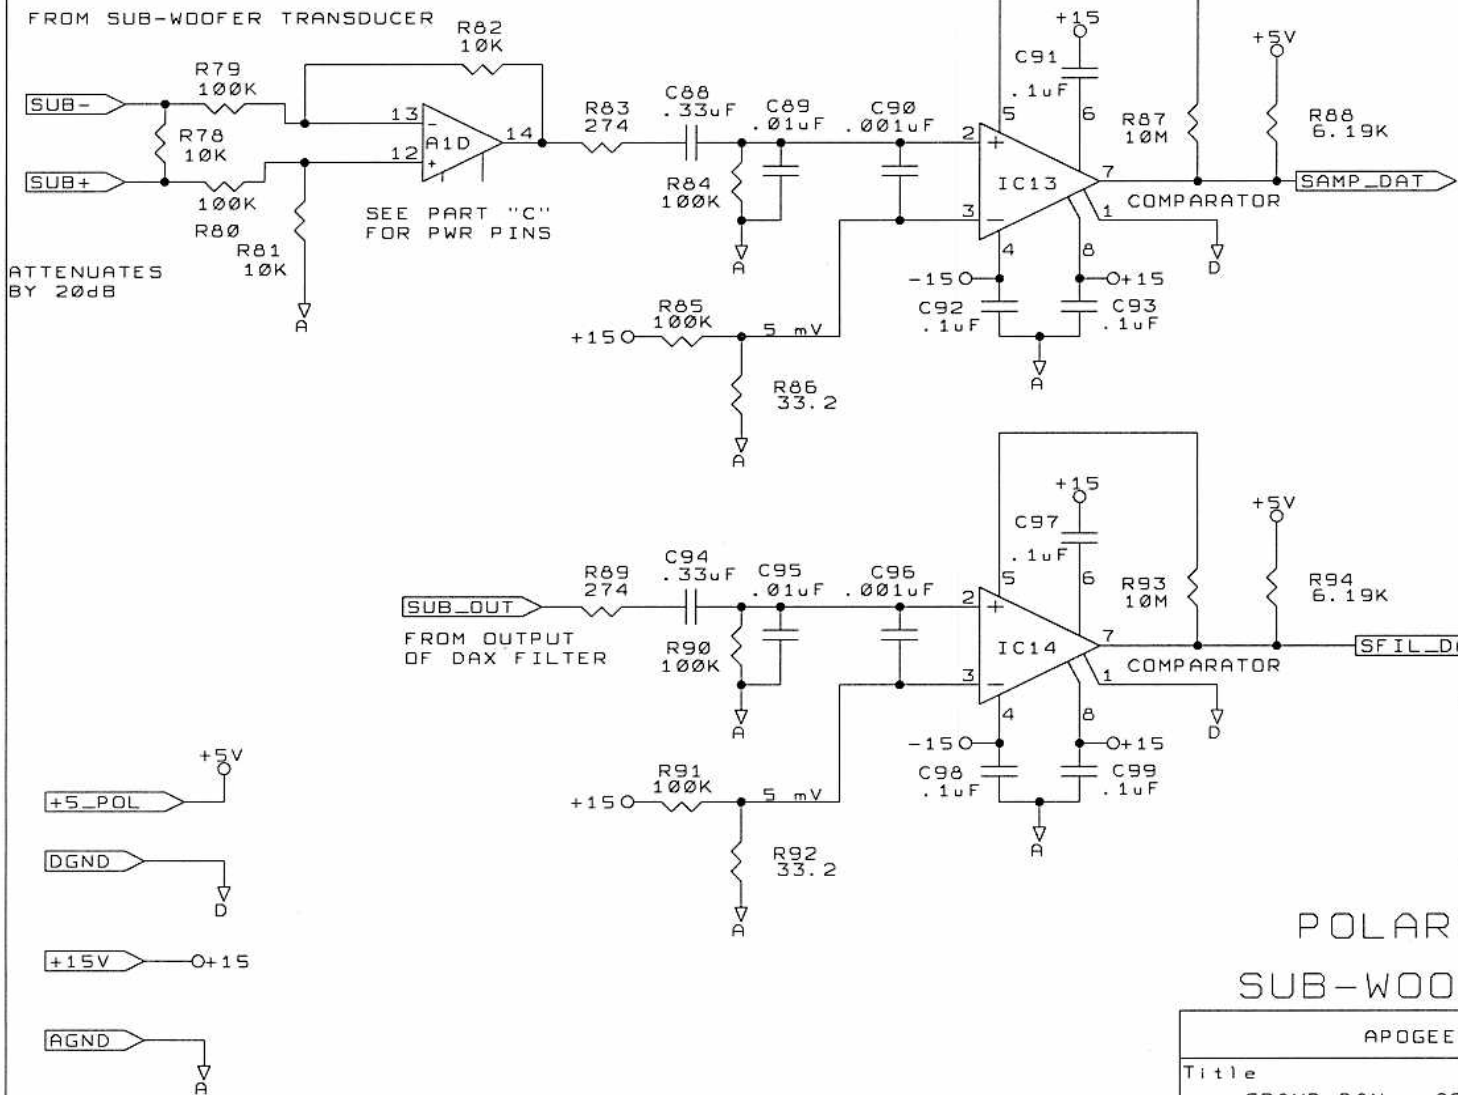 FROM SUB-WOOFER TRANSDUCER
R82
10K
R79
100K
SUB-
R78
10K
SUB+
100K
R80
R81
10K
ATTENUATES
BY 20dB
A
13
-
A1D
14
12
+
SEE PART "C"
FOR PWR PINS
R83
274
C88
.33uF
C89
.01uF
C90
.001uF
R84
100K
A
+15
C91
.1uF
5
6
2
+
IC13
7
3
-
1
4
8
COMPARATOR
R87
10M
+5V
R88
6.19K
SAMP_DAT
D
-15
+15
C92
.1uF
C93
.1uF
A
R85
100K
+15
5 mV
R86
33.2
A
+15
C97
.1uF
5
6
+5V
R93
10M
R94
6.19K
SUB_OUT
FROM OUTPUT
OF DAX FILTER
R89
274
C94
.33uF
C95
.01uF
C96
.001uF
R90
100K
A
2
+
IC14
7
3
-
1
4
8
COMPARATOR
D
-15
+15
C98
.1uF
C99
.1uF
A
R91
100K
+15
5 mV
R92
33.2
A
+5V
+5_POL
DGND
D
+15V
+15
AGND
A
POLAR
SUB-WOO
APOGEE
Title